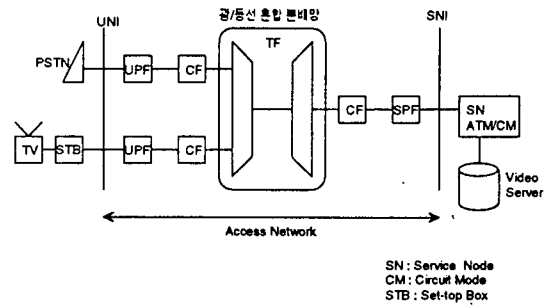 UNI
광/동선 혼합 분배망
SNI
TF
PSTN
UPF
CF
CF
SPF
SN
ATM/CM
TV
STB
UPF
CF
Video
Server
Access Network
SN : Service Node
CM : Circuit Mode
STB : Set-top Box